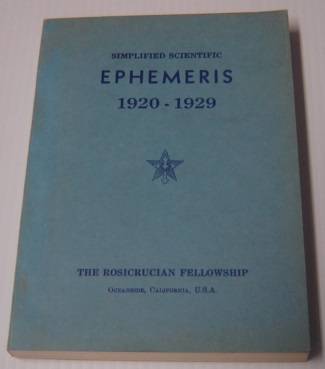 SIMPLIFIED SCIENTIFIC
EPHEMERIS
1920 - 1929
THE ROSICRUCIAN FELLOWSHIP
OCEANSIDE, CALIFORNIA, U.S.A.